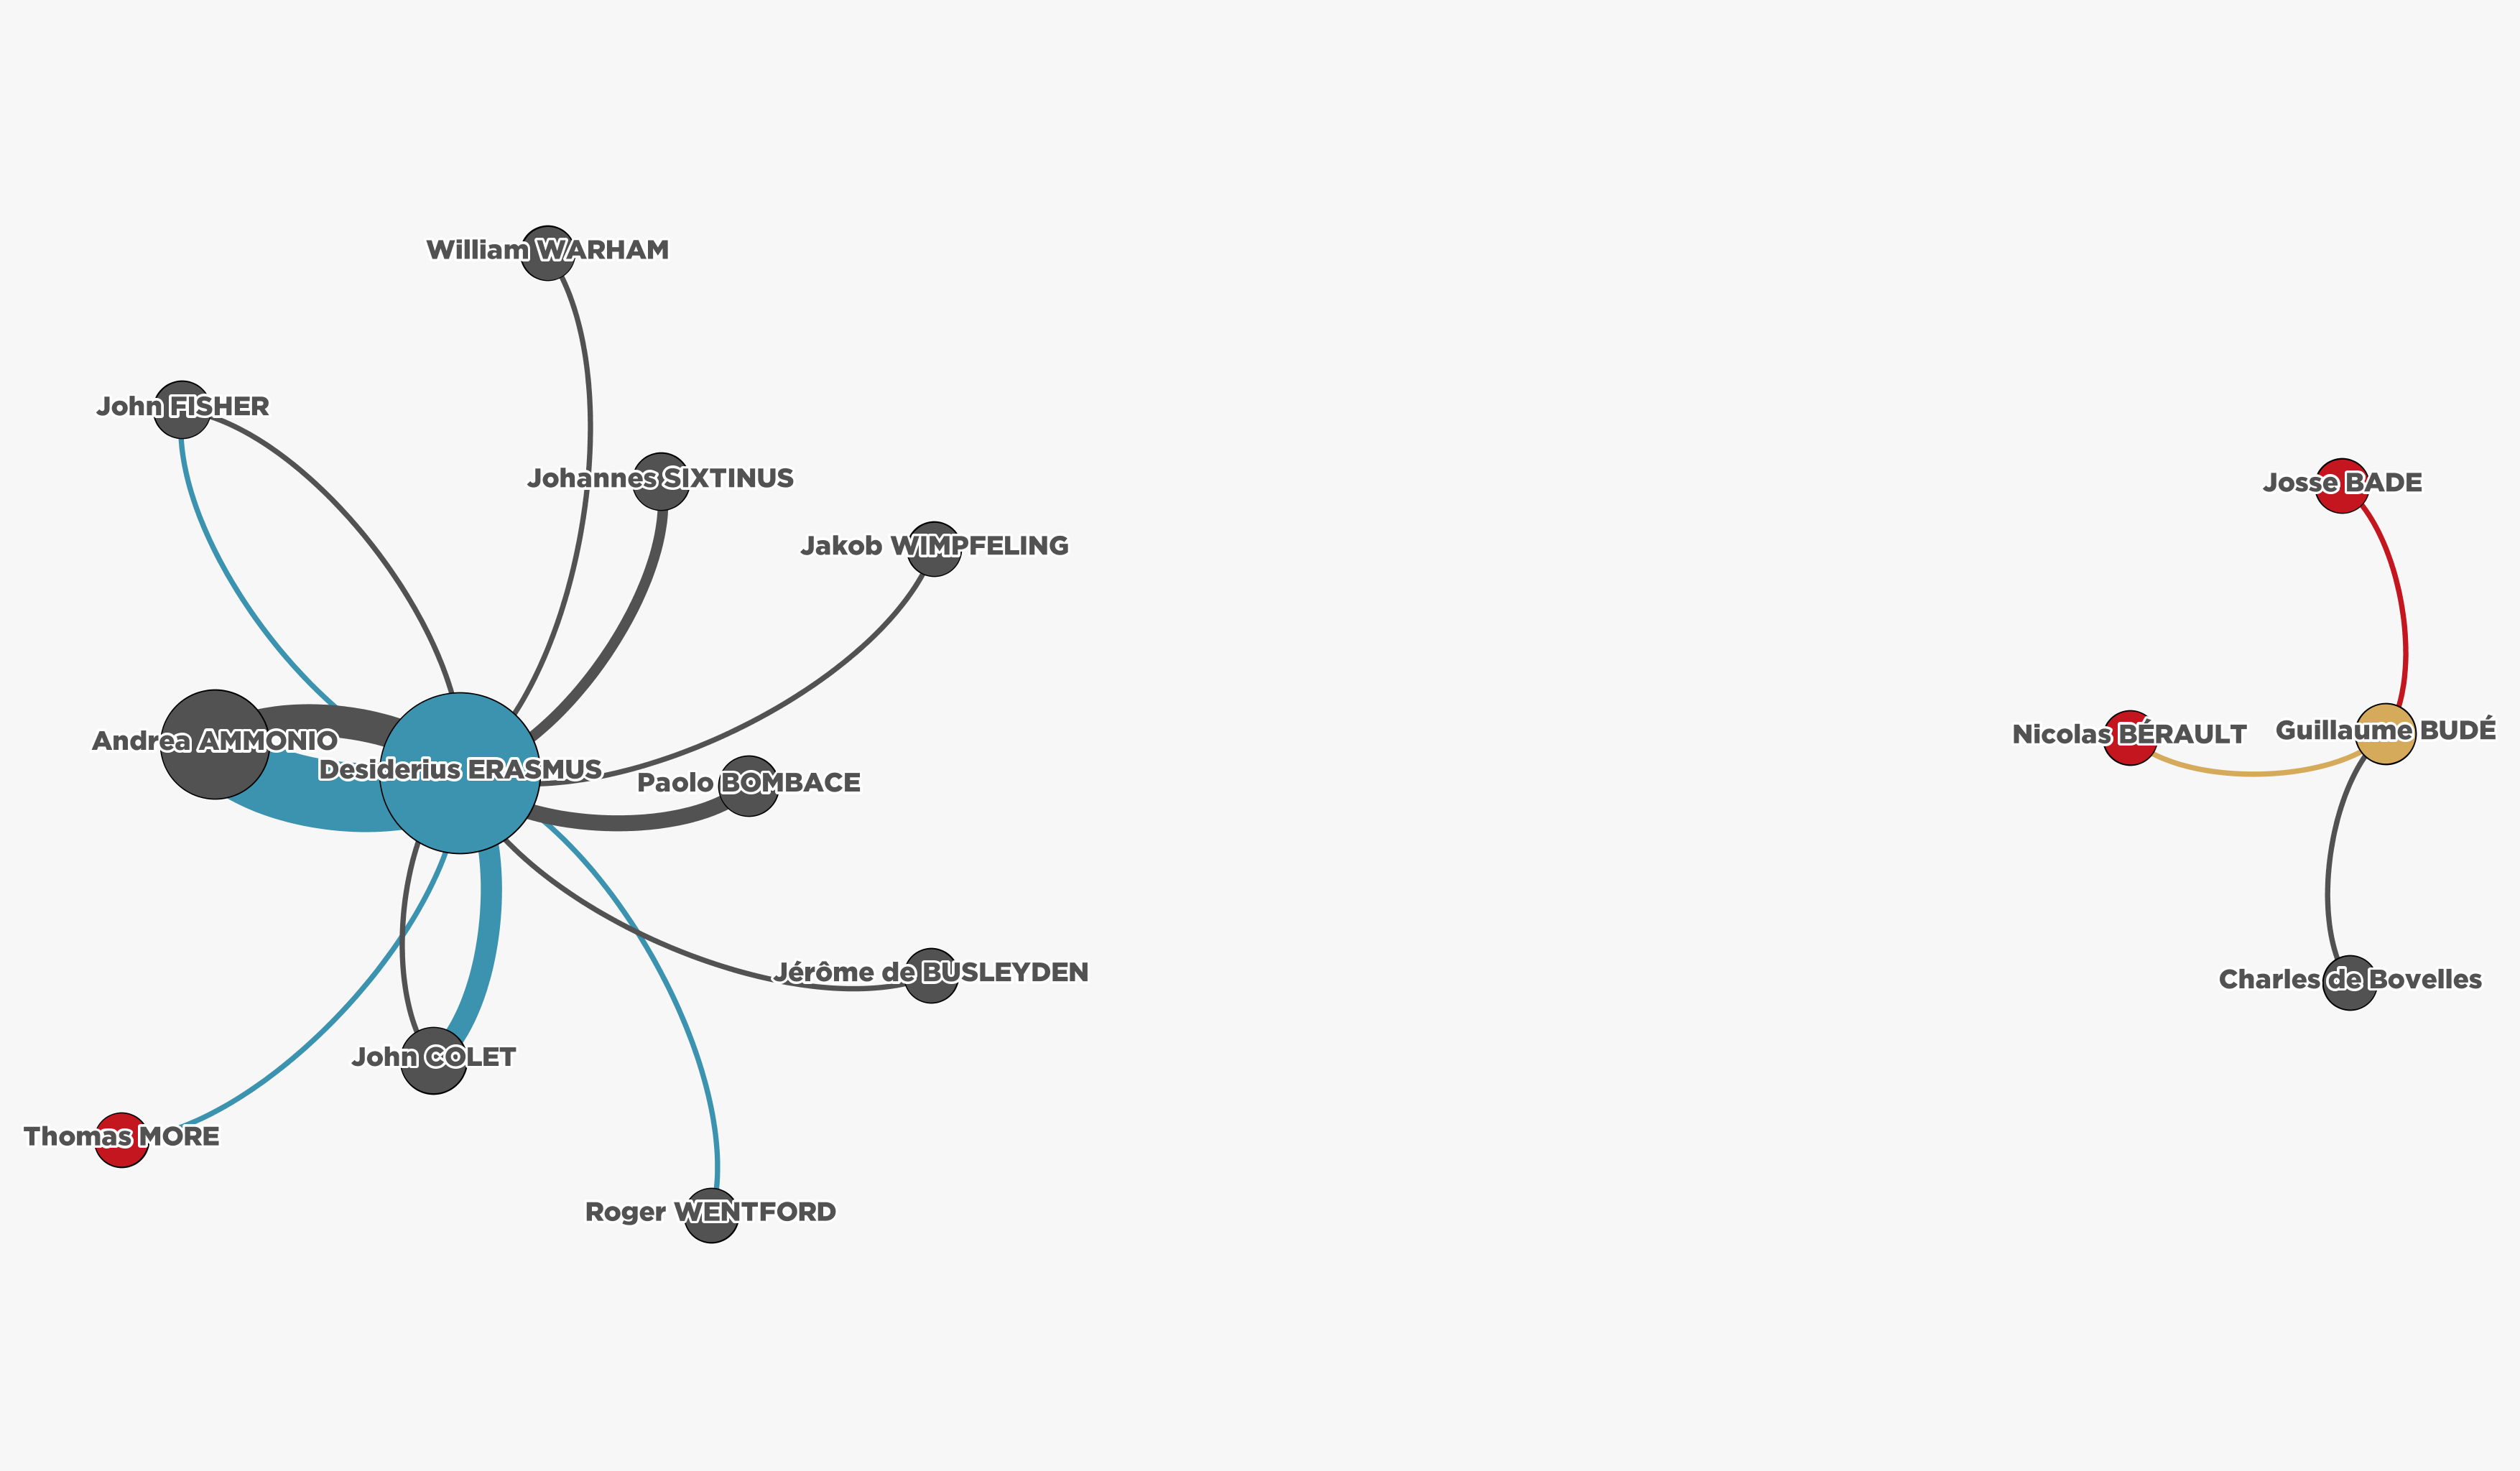 William WARHAM
John FISHER
Johannes SIXTINUS
Josse BADE
Jakob WIMPFELING
Guillaume BUDÉ
Nicolas BÉRAULT
Andrea AMMONIO
Desiderius ERASMUS
Paolo BOMBACE
Jérôme de BUSLEYDEN
Charles de Bovelles
John COLET
Thomas MORE
Roger WENTFORD